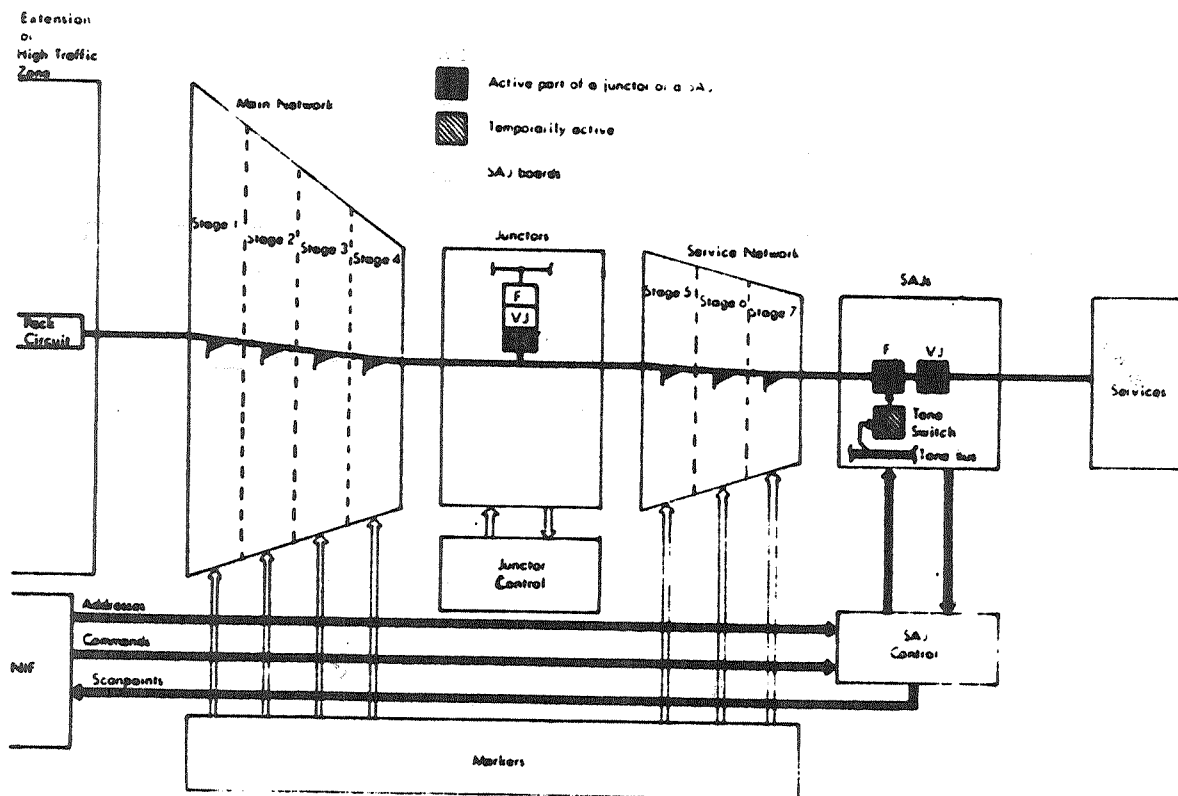 Extension
or
High Traffic
Zone
Main Network
Active part of a junctor or a SAJ
Temporarily active
SAJ boards
Stage 1
Stage 2
Stage 3
Stage 4
Junctors
F
VJ
Service Network
Stage 5
Stage 6
Stage 7
SAJs
F
VJ
Tone
Switch
Tone Bus
Services
Circuit
Junctor
Control
Addresses
Commands
Scanpoints
NIF
SAJ
Control
Markers